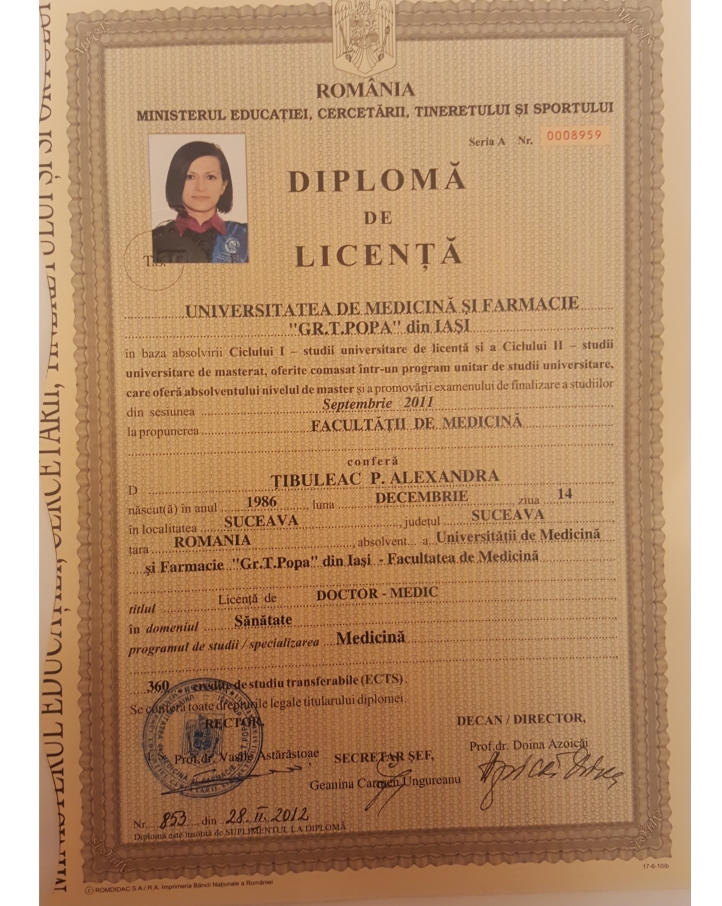 ROMÂNIA
MINISTERUL EDUCAȚIEI, CERCETĂRII, TINERETULUI ȘI SPORTULUI
Seria A Nr. 0008959
DIPLOMĂ
DE
LICENȚĂ
T.S.
UNIVERSITATEA DE MEDICINĂ ȘI FARMACIE
"GR.T.POPA" din IAȘI
în baza absolvirii Ciclului I – studii universitare de licență și a Ciclului II – studii
universitare de masterat, oferite comasat într-un program unitar de studii universitare,
care oferă absolventului nivelul de master și a promovării examenului de finalizare a studiilor
din sesiunea Septembrie 2011
la propunerea FACULTĂȚII DE MEDICINĂ
conferă
D ȚIBULEAC P. ALEXANDRA
născut(ă) în anul 1986, luna DECEMBRIE ziua 14
în localitatea SUCEAVA, județul SUCEAVA
țara ROMANIA, absolvent a Universității de Medicină
și Farmacie "Gr.T.Popa" din Iași - Facultatea de Medicină
titlul Licență de DOCTOR - MEDIC
în domeniul Sănătate
programul de studii / specializarea Medicină
360 credite de studiu transferabile (ECTS).
Se conferă toate drepturile legale titularului diplomei.
RECTOR, DECAN / DIRECTOR,
Prof.dr. Vasile Astărăstoae SECRETAR ȘEF, Prof.dr. Doina Azoicăi
Geanina Carmen Ungureanu
Nr. 853 din 28. II. 2012
Diploma este însoțită de SUPLIMENTUL LA DIPLOMĂ
17-6-10/b
© ROMDIDAC S.A./ R.A. Imprimeria Băncii Naționale a României